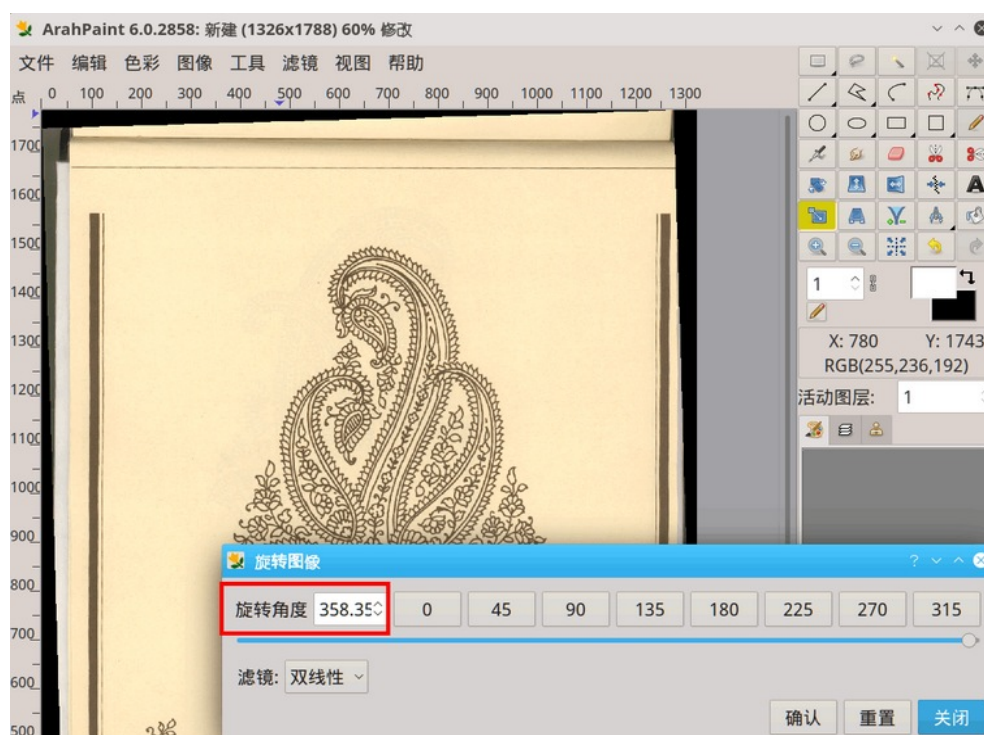 ArahPaint 6.0.2858: 新建 (1326x1788) 60% 修改
文件 编辑 色彩 图像 工具 滤镜 视图 帮助
点 0 100 200 300 400 500 600 700 800 900 1000 1100 1200 1300
1700
1600
1500
1400
1300
1200
1100
1000
900
800
700
600
500
A
1
X: 780 Y: 1743
RGB(255,236,192)
活动图层: 1
旋转图像
旋转角度 358.35 0 45 90 135 180 225 270 315
滤镜: 双线性
确认 重置 关闭